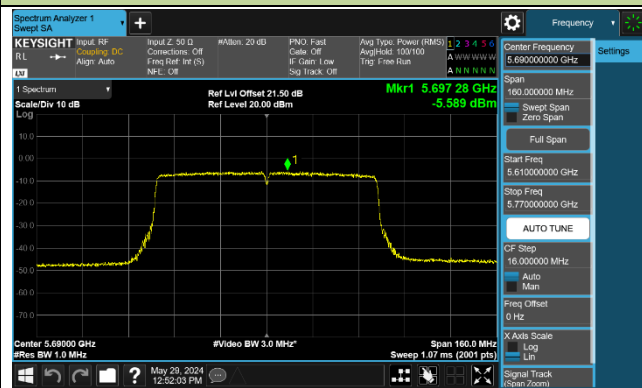 Spectrum Analyzer 1
Swept SA
+
Frequency
KEYSIGHT
RL
LXI
Input: RF
Coupling: DC
Align: Auto
Input Z: 50 Ω
Corrections: Off
Freq Ref: Int (S)
NFE: Off
#Atten: 20 dB
PNO: Fast
Gate: Off
IF Gain: Low
Sig Track: Off
Avg Type: Power (RMS)
Avg|Hold: 100/100
Trig: Free Run
1 2 3 4 5 6
A W W W W W
A N N N N N
1 Spectrum
Scale/Div 10 dB
Log
Ref Lvl Offset 21.50 dB
Ref Level 20.00 dBm
Mkr1 5.697 28 GHz
-5.589 dBm
10.0
0.00
-10.0
-20.0
-30.0
-40.0
-50.0
-60.0
-70.0
1
Center 5.69000 GHz
#Res BW 1.0 MHz
#Video BW 3.0 MHz*
Span 160.0 MHz
Sweep 1.07 ms (2001 pts)
May 29, 2024
12:52:03 PM
Center Frequency
5.690000000 GHz
Settings
Span
160.000000 MHz
Swept Span
Zero Span
Full Span
Start Freq
5.610000000 GHz
Stop Freq
5.770000000 GHz
AUTO TUNE
CF Step
16.000000 MHz
Auto
Man
Freq Offset
0 Hz
X Axis Scale
Log
Lin
Signal Track
(Span Zoom)